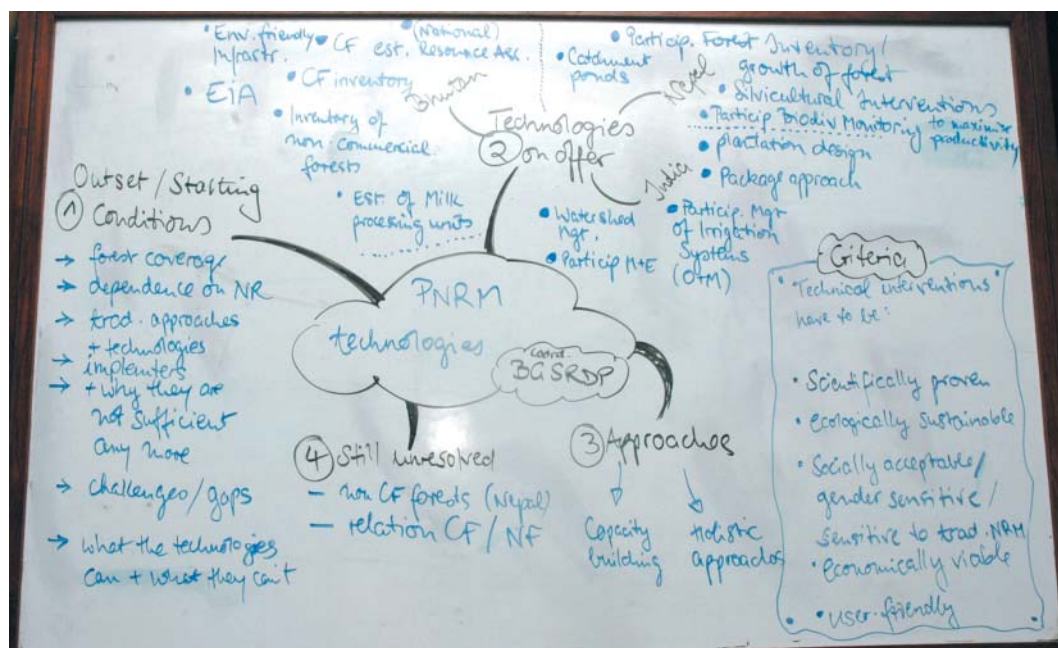 PNRM
technologies
coord.
BGSRDP
Outset / Starting
① Conditions
→ forest coverage
→ dependence on NR
→ trad. approaches
+ technologies
→ implemters
→ + why they are
not sufficient
any more
→ challenges / gaps
→ what the technologies
can + what they can't
Technologies
② on offer
Bhutan
• Env. friendly
Infrastr.
• CF est.
(National)
Resource Ass.
• EIA
• CF inventory
• Inventory of
non commercial
forests
• Est. of Milk
processing units
Nepal
• Particip. Forest Inventory /
growth of forest
• Catchment
ponds
• Silvicultural Interventions
to maximize
productivity
• Particip Biodiv Monitoring
• plantation design
• Package approach
India
• Watershed
Mgt.
• Particip M+E
• Particip. Mgt
of Irrigation
Systems
(O+M)
③ Approaches
Capacity
building
Holistic
approaches
④ Still unresolved
– non CF forests (Nepal)
– relation CF / NF
Criteria
Technical interventions
have to be:
• Scientifically proven
• ecologically sustainable
• Socially acceptable /
gender sensitive /
sensitive to trad. NRM
• economically viable
• user-friendly